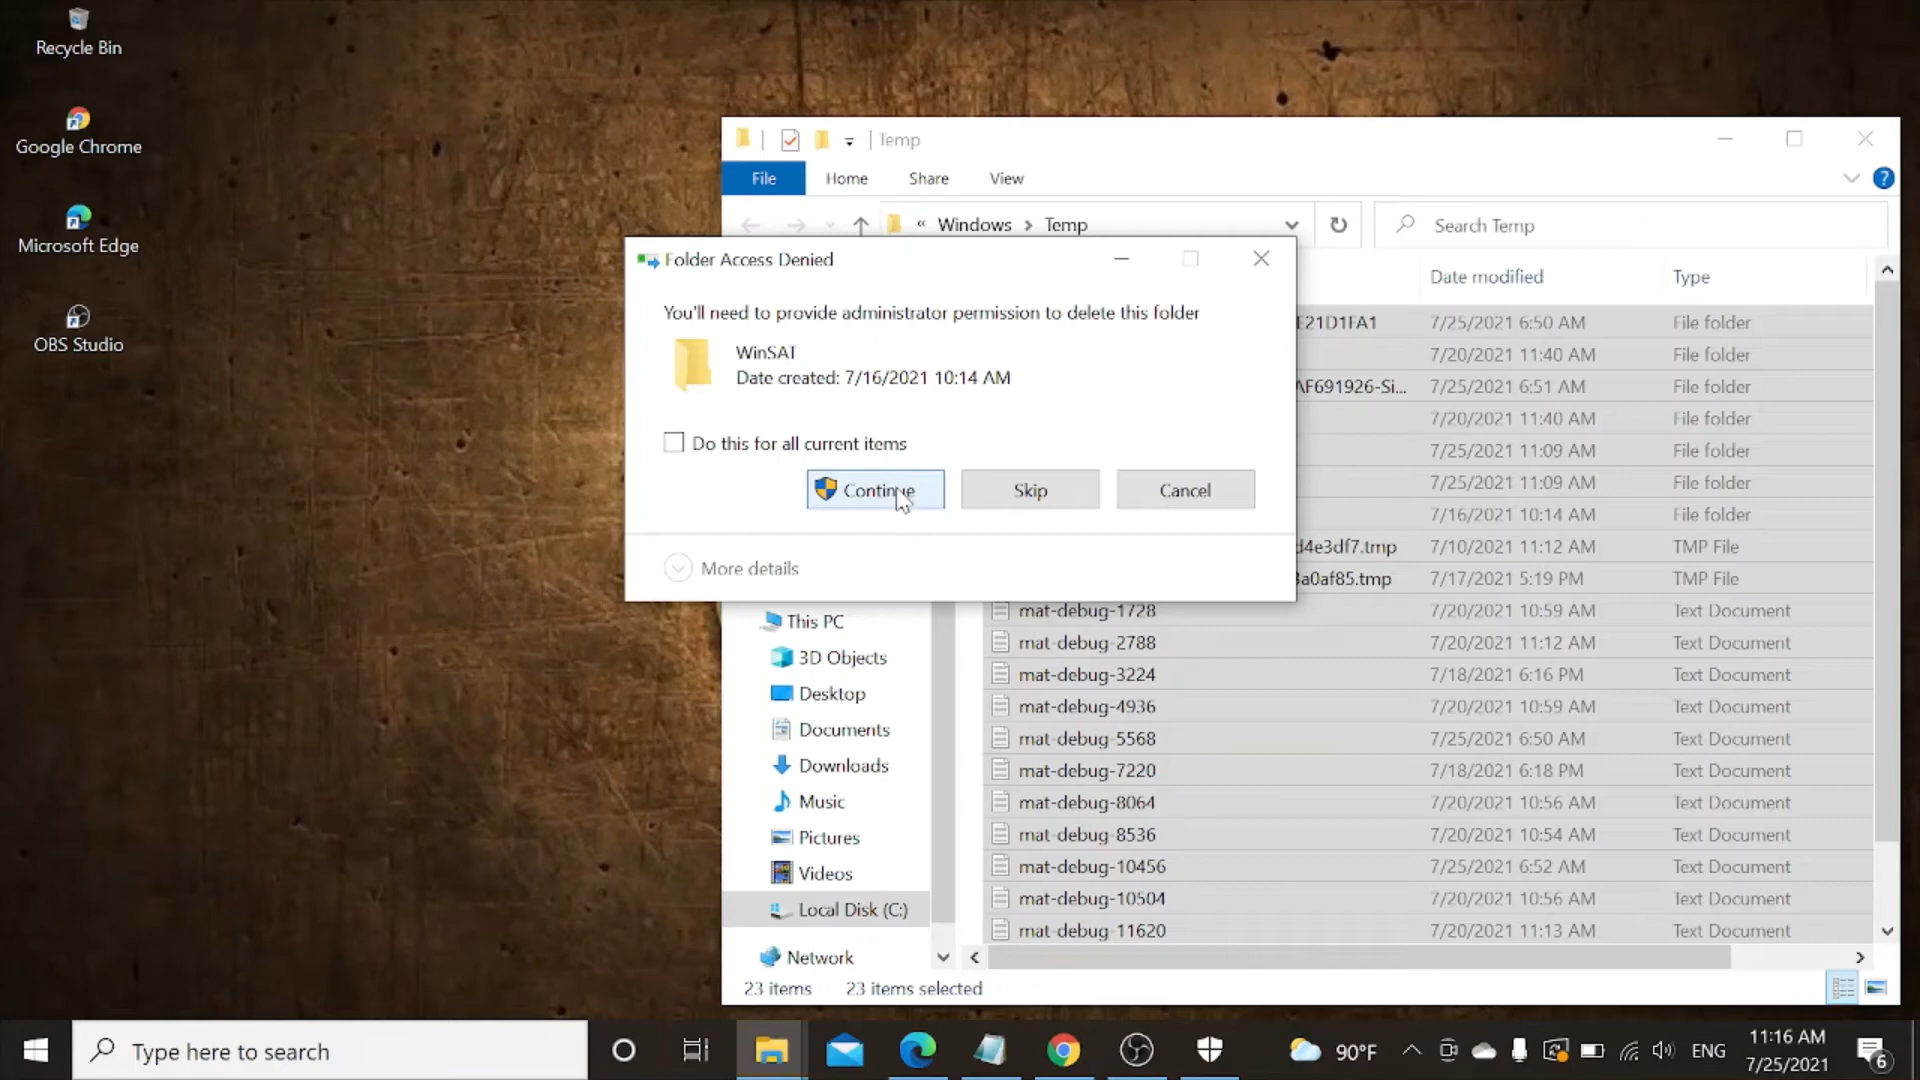 Recycle Bin
Google Chrome
Microsoft Edge
OBS Studio
Temp
File Home Share View
« Windows > Temp
Search Temp
Folder Access Denied
You'll need to provide administrator permission to delete this folder
WinSAT
Date created: 7/16/2021 10:14 AM
Do this for all current items
Continue Skip Cancel
More details
Date modified Type
E21D1FA1 7/25/2021 6:50 AM File folder
7/20/2021 11:40 AM File folder
AF691926-Si... 7/25/2021 6:51 AM File folder
7/20/2021 11:40 AM File folder
7/25/2021 11:09 AM File folder
7/25/2021 11:09 AM File folder
7/16/2021 10:14 AM File folder
d4e3df7.tmp 7/10/2021 11:12 AM TMP File
3a0af85.tmp 7/17/2021 5:19 PM TMP File
mat-debug-1728 7/20/2021 10:59 AM Text Document
mat-debug-2788 7/20/2021 11:12 AM Text Document
mat-debug-3224 7/18/2021 6:16 PM Text Document
mat-debug-4936 7/20/2021 10:59 AM Text Document
mat-debug-5568 7/25/2021 6:50 AM Text Document
mat-debug-7220 7/18/2021 6:18 PM Text Document
mat-debug-8064 7/20/2021 10:56 AM Text Document
mat-debug-8536 7/20/2021 10:54 AM Text Document
mat-debug-10456 7/25/2021 6:52 AM Text Document
mat-debug-10504 7/20/2021 10:56 AM Text Document
mat-debug-11620 7/20/2021 11:13 AM Text Document
This PC
3D Objects
Desktop
Documents
Downloads
Music
Pictures
Videos
Local Disk (C:)
Network
23 items 23 items selected
Type here to search
90°F
ENG
11:16 AM
7/25/2021
6